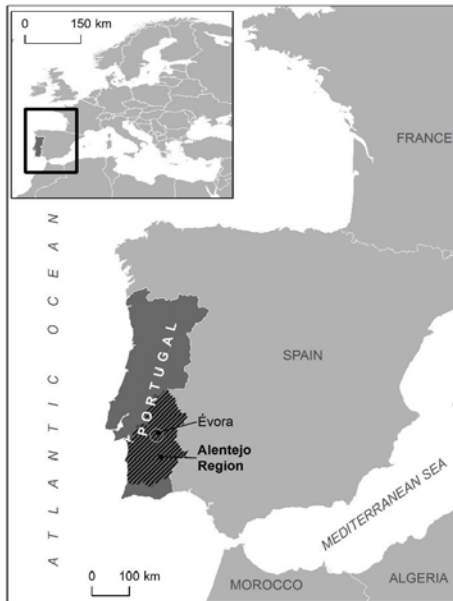 0 150 km
FRANCE
ATLANTIC OCEAN
PORTUGAL
SPAIN
Évora
Alentejo
Region
MEDITERRANEAN SEA
0 100 km
MOROCCO
ALGERIA